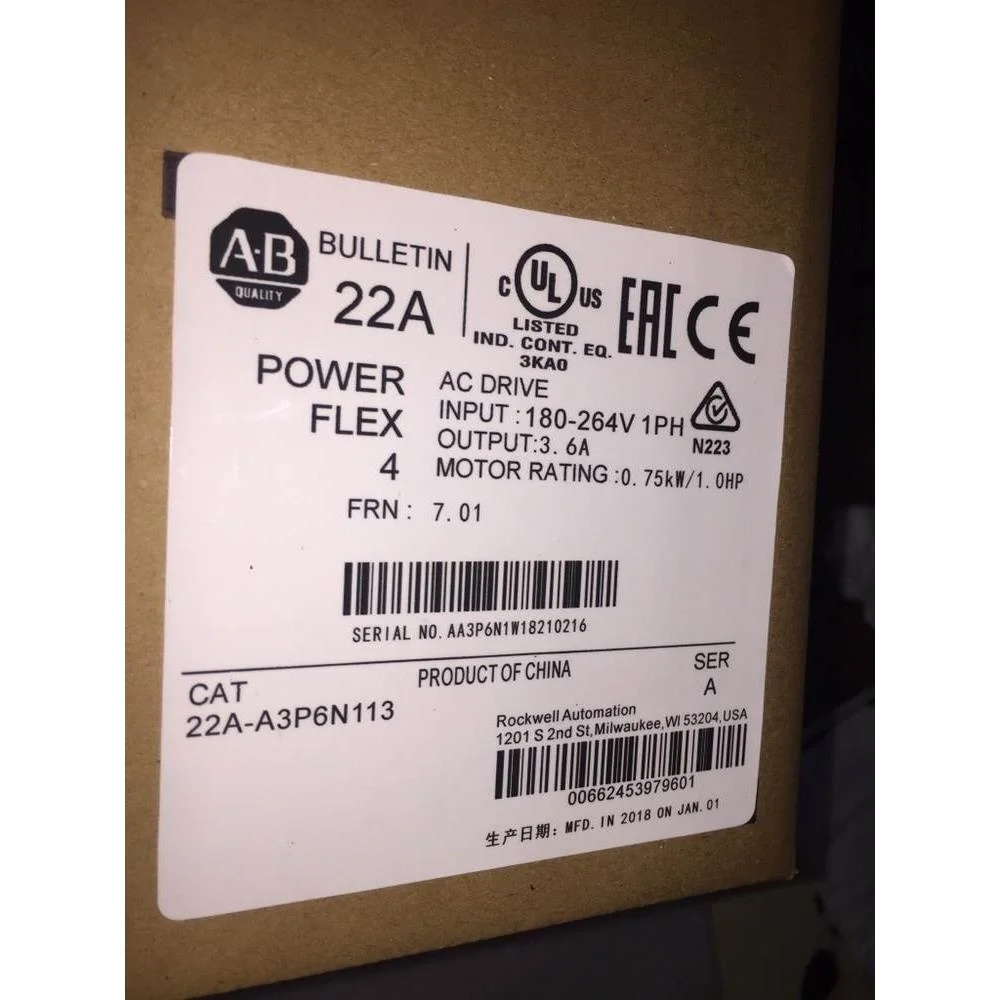 A-B
QUALITY
BULLETIN
22A
C UL US
LISTED
IND. CONT. EQ.
3KA0
EAC CE
POWER
FLEX
4
AC DRIVE
INPUT : 180-264V 1PH
OUTPUT:3. 6A
MOTOR RATING :0. 75kW/1. 0HP
N223
FRN : 7. 01
SERIAL NO. AA3P6N1W18210216
PRODUCT OF CHINA
SER
A
CAT
22A-A3P6N113
Rockwell Automation
1201 S 2nd St,Milwaukee,WI 53204,USA
00662453979601
生产日期: MFD. IN 2018 ON JAN. 01